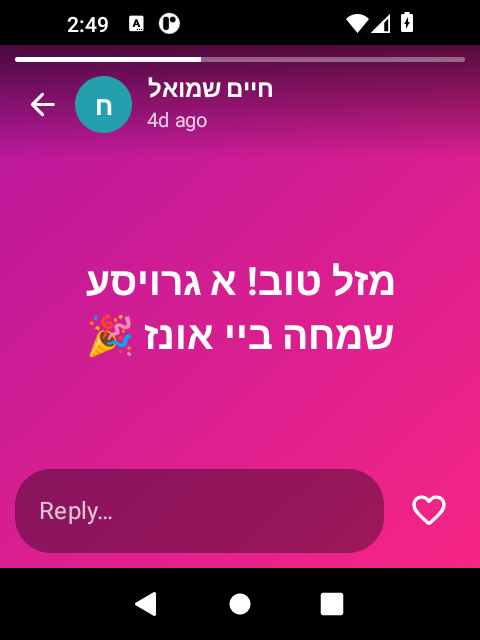 2:49
חיים שמואל
ח
4d ago
מזל טוב! א גרויסע
שמחה ביי אונז 🎉
Reply...